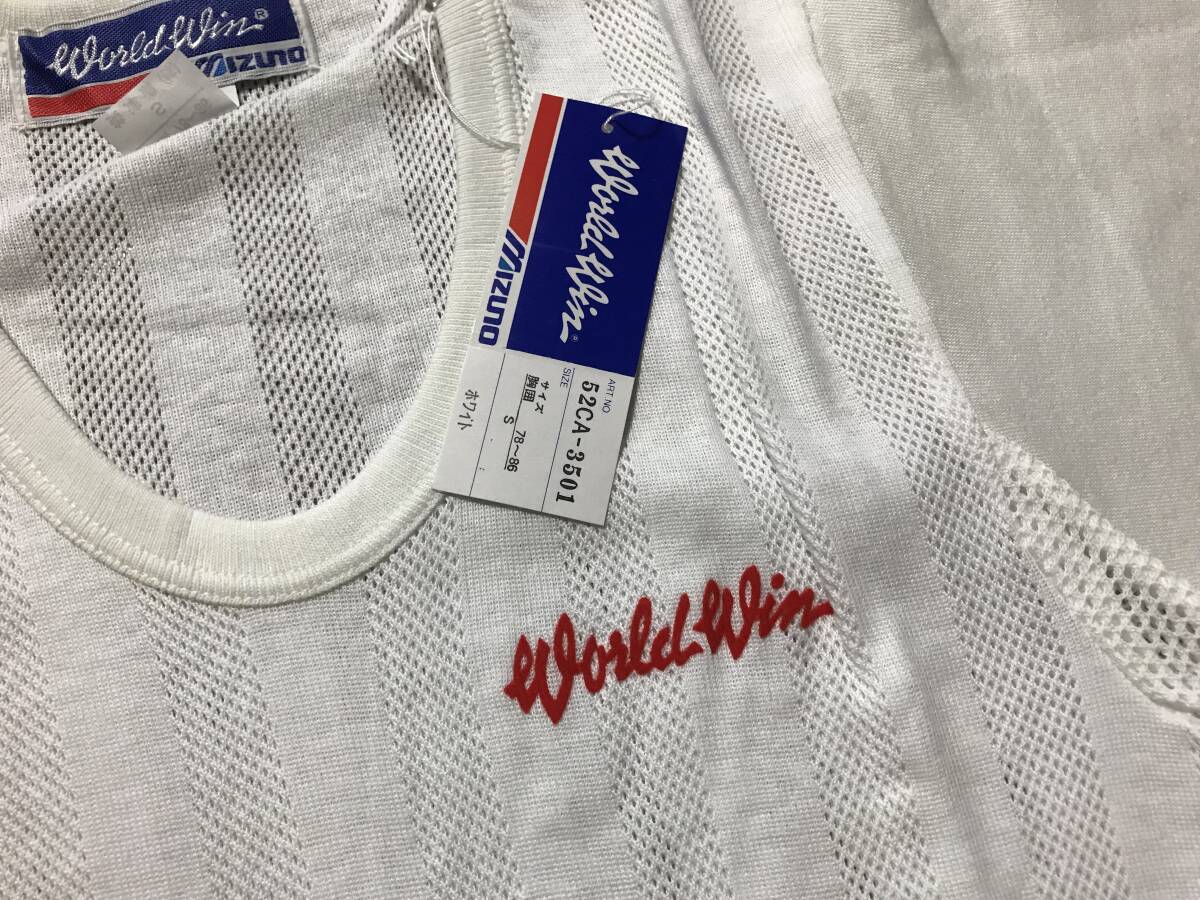 World Win®
MIZUNO
World Win®
MIZUNO
ART.NO
52CA-3501
SIZE
サイズ S
胸囲 78～86
ホワイト
World Win